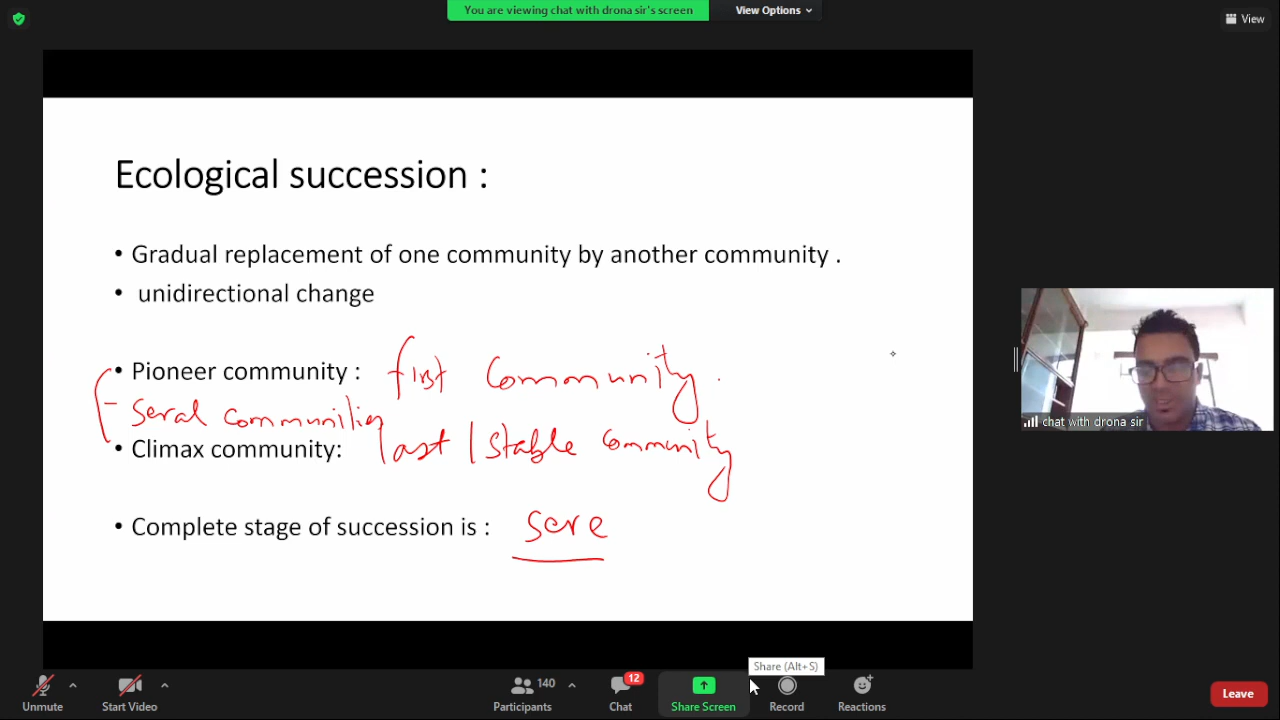 You are viewing chat with drona sir's screen View Options
View
Ecological succession :
• Gradual replacement of one community by another community .
• unidirectional change
• Pioneer community : first Community .
- Seral communities
• Climax community: last | Stable community
• Complete stage of succession is : sere
chat with drona sir
Share (Alt+S)
140 12
Unmute Start Video Participants Chat Share Screen Record Reactions Leave